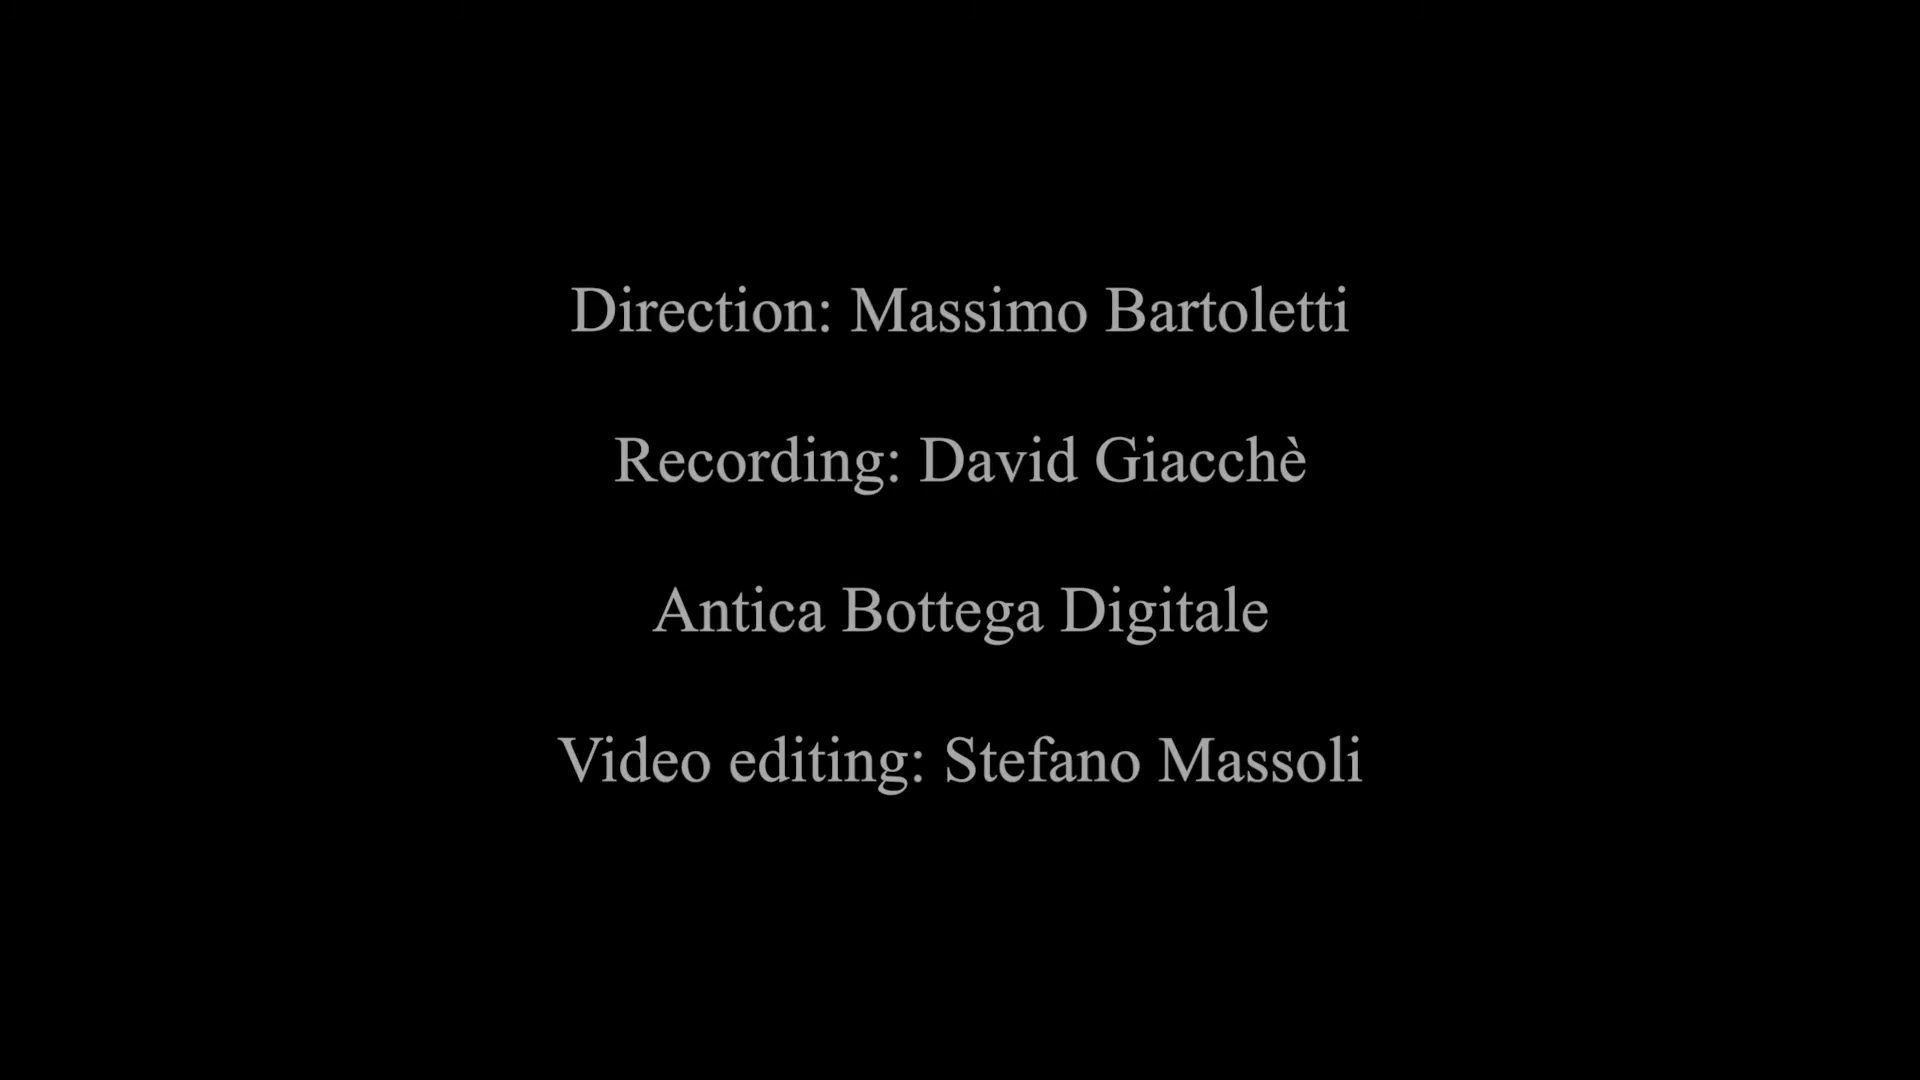 Direction: Massimo Bartoletti
Recording: David Giacchè
Antica Bottega Digitale
Video editing: Stefano Massoli